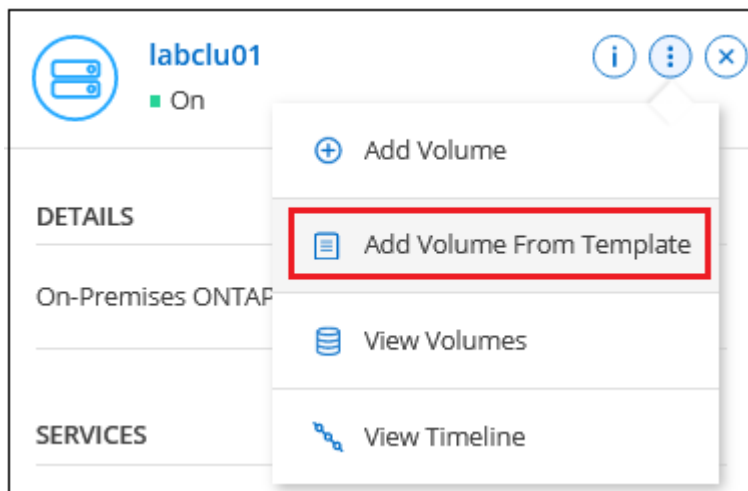 labclu01
On
Add Volume
DETAILS
Add Volume From Template
On-Premises ONTAP
View Volumes
SERVICES
View Timeline